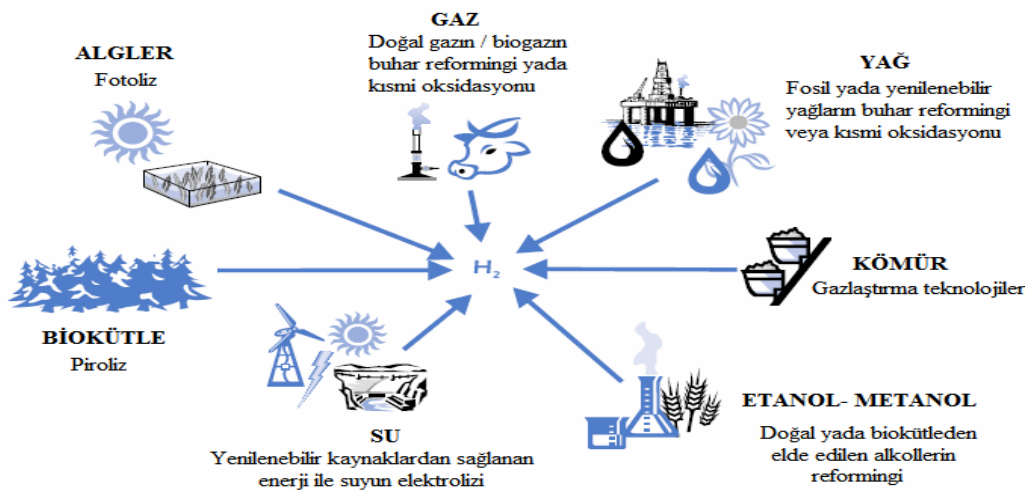 ALGLER
Fotoliz
GAZ
Doğal gazın / biogazın
buhar reformingi yada
kısmi oksidasyonu
YAĞ
Fosil yada yenilenebilir
yağların buhar reformingi
veya kısmi oksidasyonu
H₂
BİOKÜTLE
Piroliz
KÖMÜR
Gazlaştırma teknolojiler
SU
Yenilenebilir kaynaklardan sağlanan
enerji ile suyun elektrolizi
ETANOL- METANOL
Doğal yada biokütleden
elde edilen alkollerin
reformingi